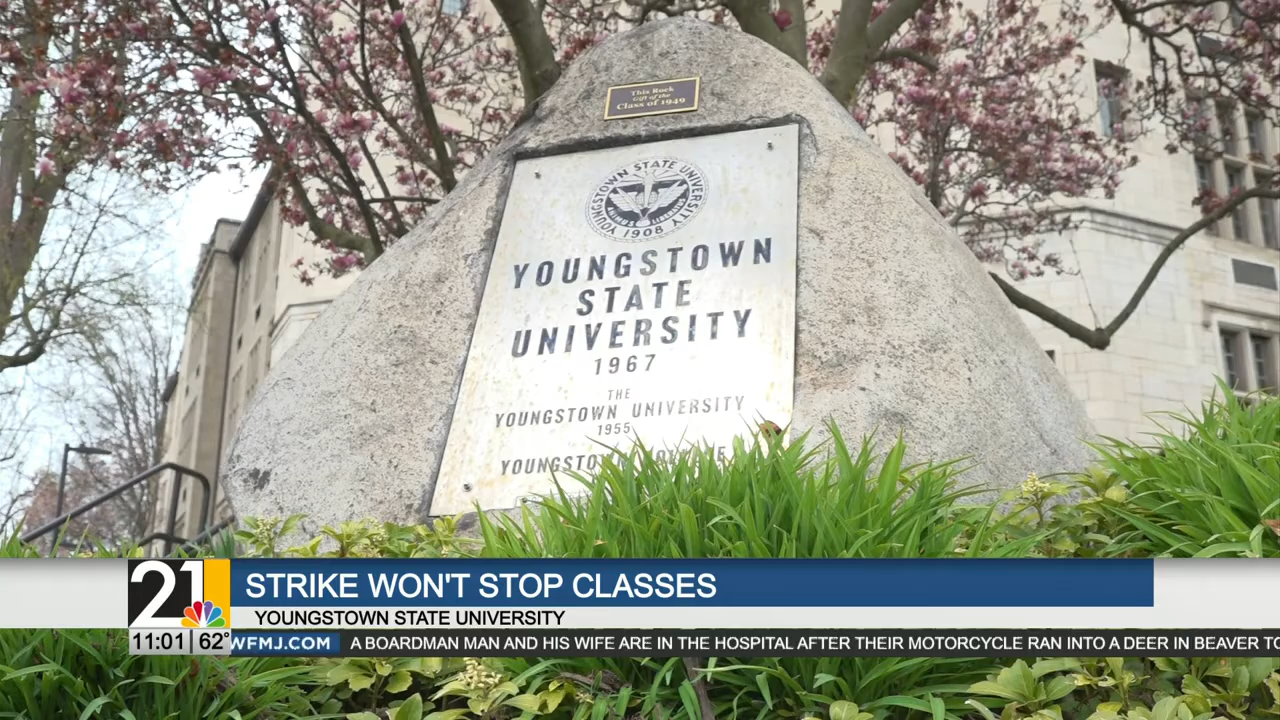 This Rock
Gift of the
Class of 1949
YOUNGSTOWN STATE UNIVERSITY
1908
YOUNGSTOWN
STATE
UNIVERSITY
1967
THE
YOUNGSTOWN UNIVERSITY
1955
21
STRIKE WON'T STOP CLASSES
YOUNGSTOWN STATE UNIVERSITY
11:01 62°
WFMJ.COM A BOARDMAN MAN AND HIS WIFE ARE IN THE HOSPITAL AFTER THEIR MOTORCYCLE RAN INTO A DEER IN BEAVER